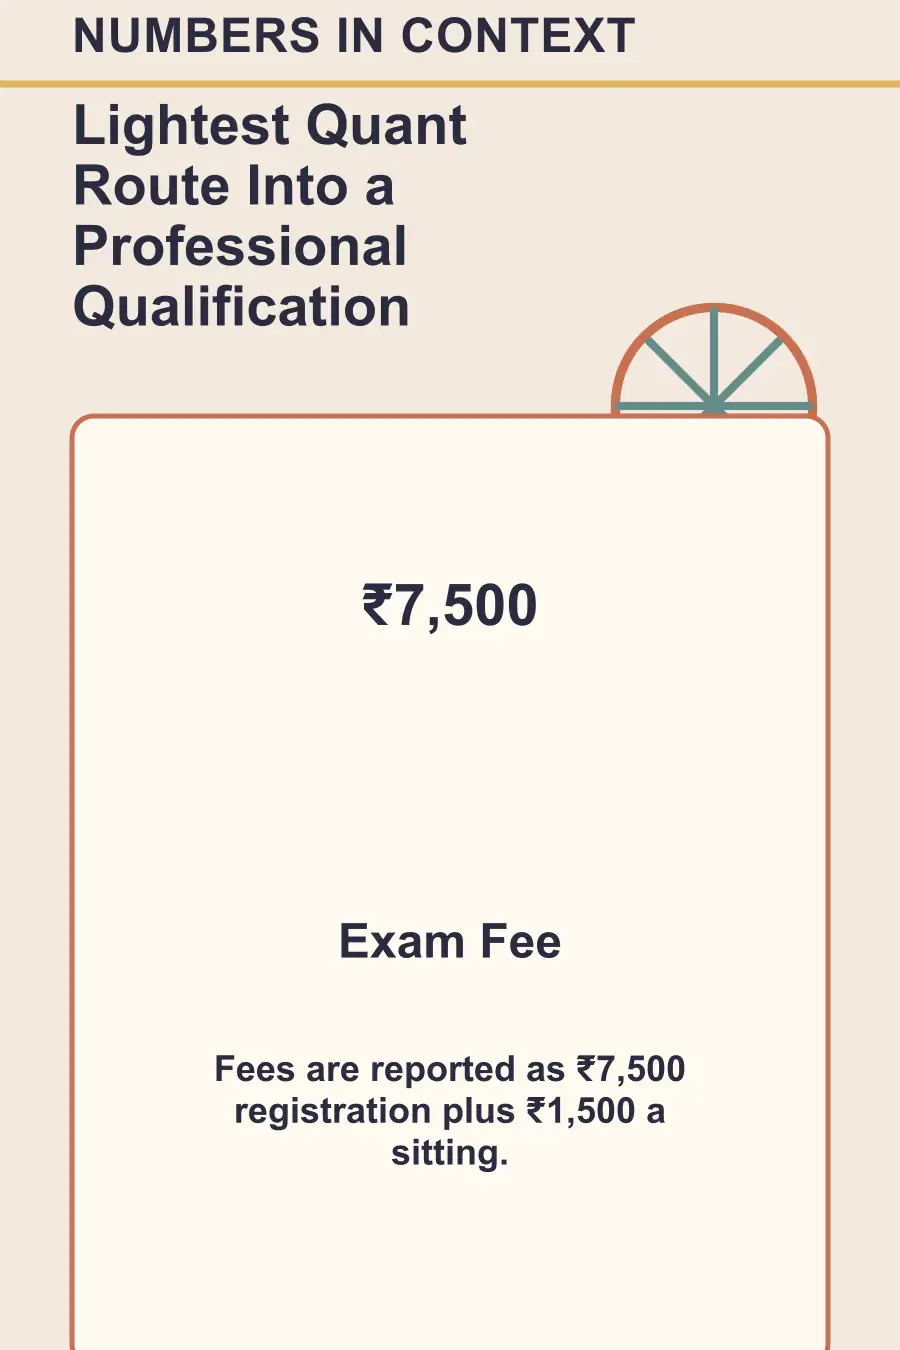 NUMBERS IN CONTEXT
Lightest Quant
Route Into a
Professional
Qualification
₹7,500
Exam Fee
Fees are reported as ₹7,500
registration plus ₹1,500 a
sitting.